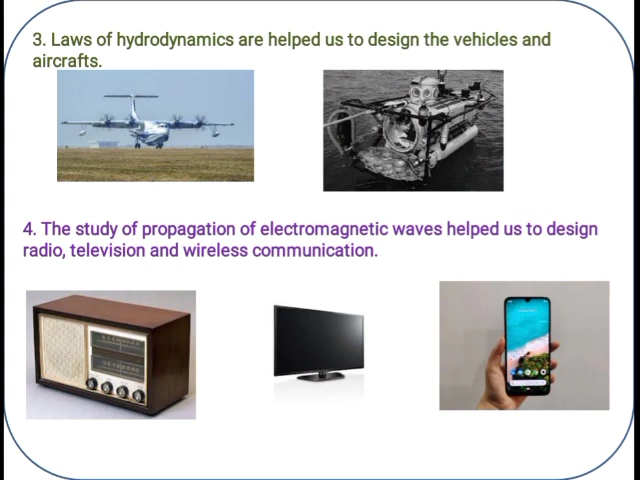 3. Laws of hydrodynamics are helped us to design the vehicles and
aircrafts.
4. The study of propagation of electromagnetic waves helped us to design
radio, television and wireless communication.